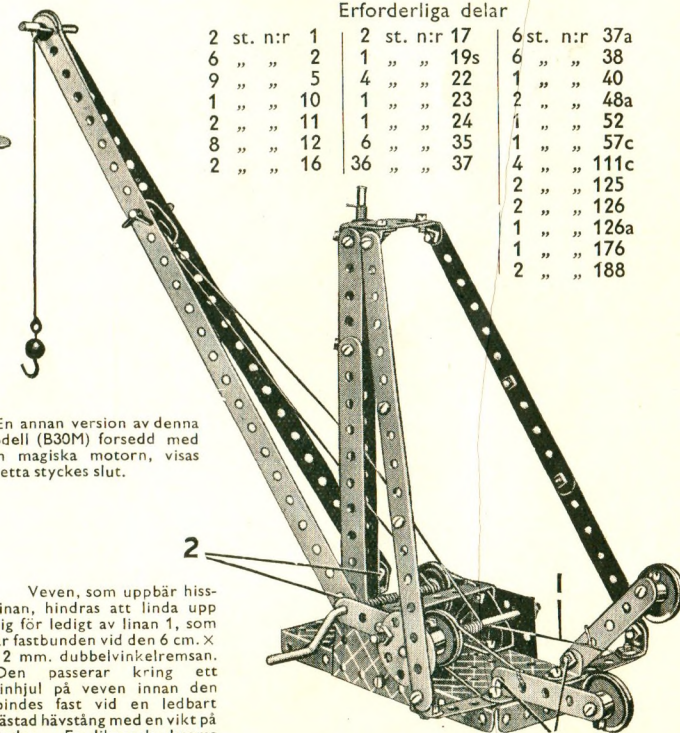 Erforderliga delar
2 st. n:r 1
6 „ „ 2
9 „ „ 5
1 „ „ 10
2 „ „ 11
8 „ „ 12
2 „ „ 16
2 st. n:r 17
1 „ „ 19s
4 „ „ 22
1 „ „ 23
1 „ „ 24
6 „ „ 35
36 „ „ 37
6 st. n:r 37a
6 „ „ 38
1 „ „ 40
2 „ „ 48a
1 „ „ 52
1 „ „ 57c
4 „ „ 111c
2 „ „ 125
2 „ „ 126
1 „ „ 126a
1 „ „ 176
2 „ „ 188
En annan version av denna
dell (B30M) forsedd med
magiska motorn, visas
etta styckes slut.
2
1
Veven, som uppbär hiss-
inan, hindras att linda upp
ig för ledigt av linan 1, som
r fastbunden vid den 6 cm. ×
2 mm. dubbelvinkelremsan.
Den passerar kring ett
inhjul på veven innan den
bindes fast vid en ledbart
ästad hävstång med en vikt på